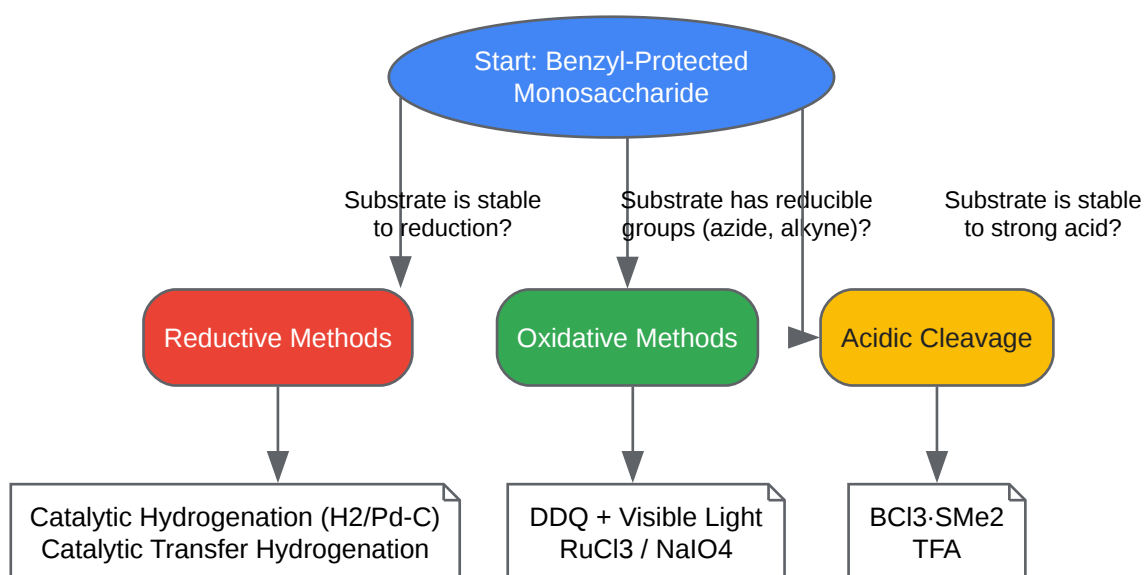 Start: Benzyl-Protected
Monosaccharide
Substrate is stable
to reduction?
Substrate has reducible
groups (azide, alkyne)?
Substrate is stable
to strong acid?
Reductive Methods
Oxidative Methods
Acidic Cleavage
Catalytic Hydrogenation (H2/Pd-C)
Catalytic Transfer Hydrogenation
DDQ + Visible Light
RuCl3 / NaIO4
BCl3·SMe2
TFA